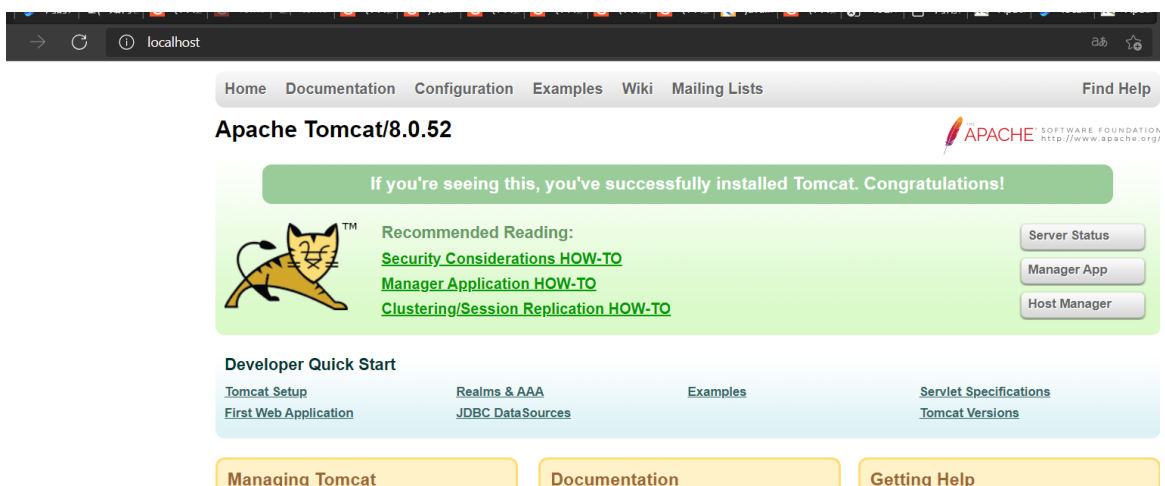 localhost
Home Documentation Configuration Examples Wiki Mailing Lists Find Help
Apache Tomcat/8.0.52
THE
APACHE SOFTWARE FOUNDATION
http://www.apache.org/
If you're seeing this, you've successfully installed Tomcat. Congratulations!
TM
Recommended Reading:
Security Considerations HOW-TO
Manager Application HOW-TO
Clustering/Session Replication HOW-TO
Server Status
Manager App
Host Manager
Developer Quick Start
Tomcat Setup
First Web Application
Realms & AAA
JDBC DataSources
Examples
Servlet Specifications
Tomcat Versions
Managing Tomcat
Documentation
Getting Help